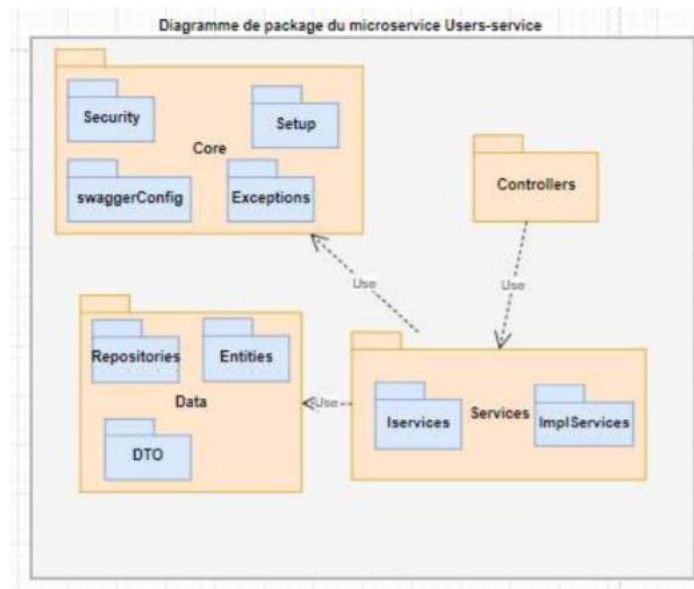 Diagramme de package du microservice Users-service
Security
Setup
Core
swaggerConfig
Exceptions
Controllers
Use
Use
Repositories
Entities
Data
DTO
Use
Iservices
Services
ImplServices